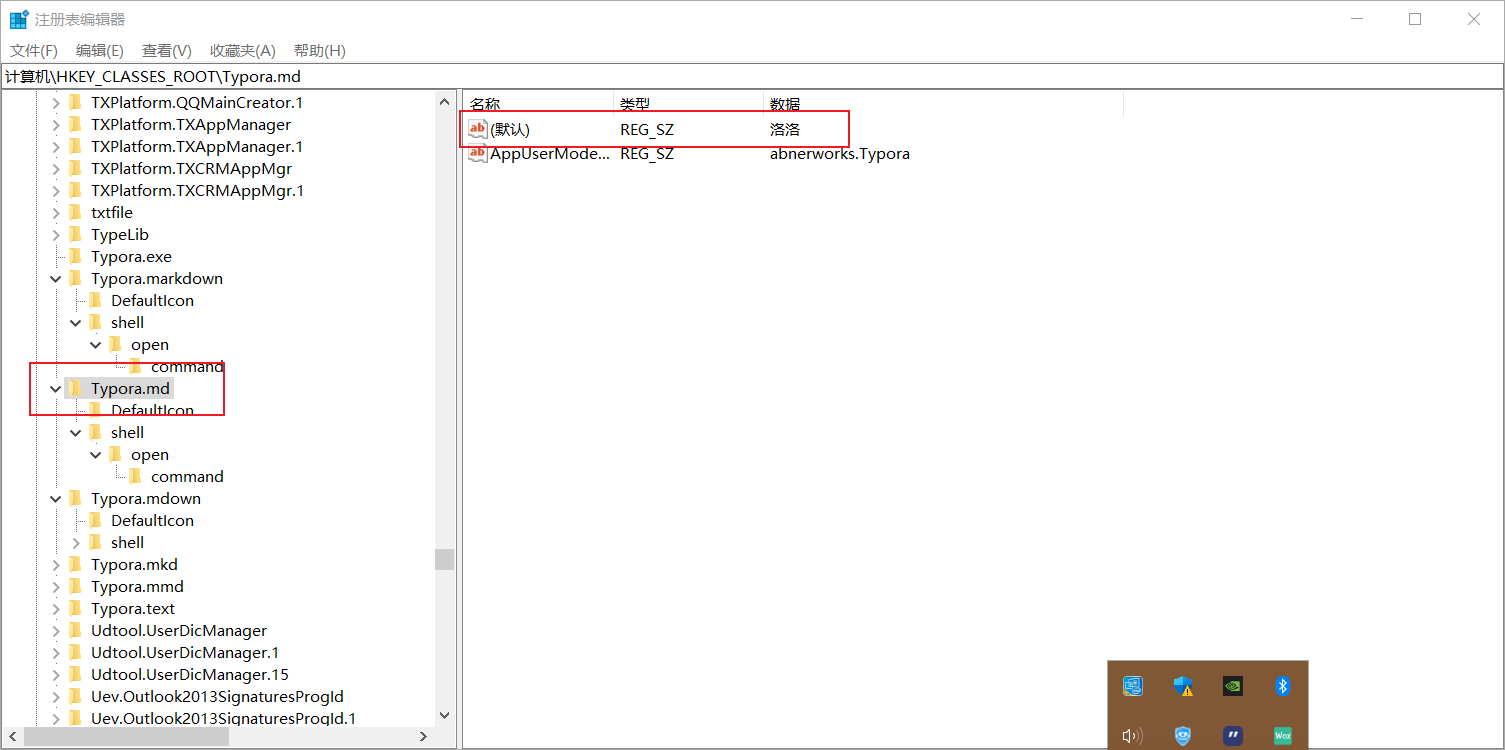 注册表编辑器
文件(F) 编辑(E) 查看(V) 收藏夹(A) 帮助(H)
计算机\HKEY_CLASSES_ROOT\Typora.md
TXPlatform.QQMainCreator.1
TXPlatform.TXAppManager
TXPlatform.TXAppManager.1
TXPlatform.TXCRMAppMgr
TXPlatform.TXCRMAppMgr.1
txtfile
TypeLib
Typora.exe
Typora.markdown
DefaultIcon
shell
open
command
Typora.md
DefaultIcon
shell
open
command
Typora.mdown
DefaultIcon
shell
Typora.mkd
Typora.mmd
Typora.text
Udtool.UserDicManager
Udtool.UserDicManager.1
Udtool.UserDicManager.15
Uev.Outlook2013SignaturesProgId
Uev.Outlook2013SignaturesProgId.1
名称 类型 数据
ab (默认) REG_SZ 洛洛
ab AppUserMode... REG_SZ abnerworks.Typora
Wox